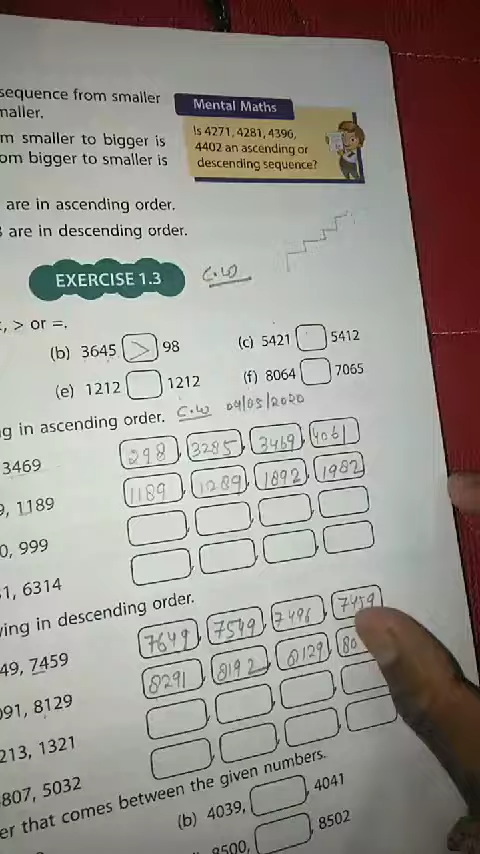 sequence from smaller
Mental Maths
Is 4271, 4281, 4396,
4402 an ascending or
descending sequence?
m smaller to bigger is
om bigger to smaller is
are in ascending order.
are in descending order.
EXERCISE 1.3 C.W
, > or =.
(b) 3645 > 98 (c) 5421 5412
(e) 1212 1212 (f) 8064 7065
g in ascending order. C.W 04/05/2020
3469 298, 3285, 3469, 4061
9, 1189 1189, 1289, 1892, 1982
0, 999
1, 6314
ing in descending order.
49, 7459 7649, 7549, 7496, 7459
091, 8129 8291, 8192, 8129, 80
213, 1321
807, 5032
er that comes between the given numbers.
(b) 4039, , 4041
8500, , 8502